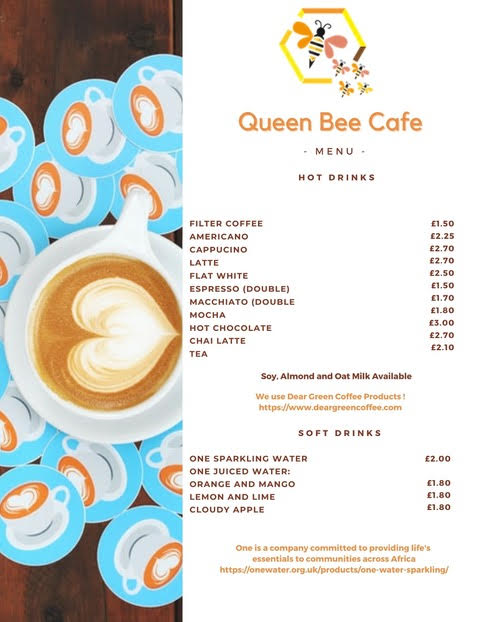 Queen Bee Cafe
- MENU -
HOT DRINKS
FILTER COFFEE £1.50
AMERICANO £2.25
CAPPUCINO £2.70
LATTE £2.70
FLAT WHITE £2.50
ESPRESSO (DOUBLE) £1.50
MACCHIATO (DOUBLE £1.70
MOCHA £1.80
HOT CHOCOLATE £3.00
CHAI LATTE £2.70
TEA £2.10
Soy, Almond and Oat Milk Available
We use Dear Green Coffee Products !
https://www.deargreencoffee.com
SOFT DRINKS
ONE SPARKLING WATER £2.00
ONE JUICED WATER:
ORANGE AND MANGO £1.80
LEMON AND LIME £1.80
CLOUDY APPLE £1.80
One is a company committed to providing life's
essentials to communities across Africa
https://onewater.org.uk/products/one-water-sparkling/